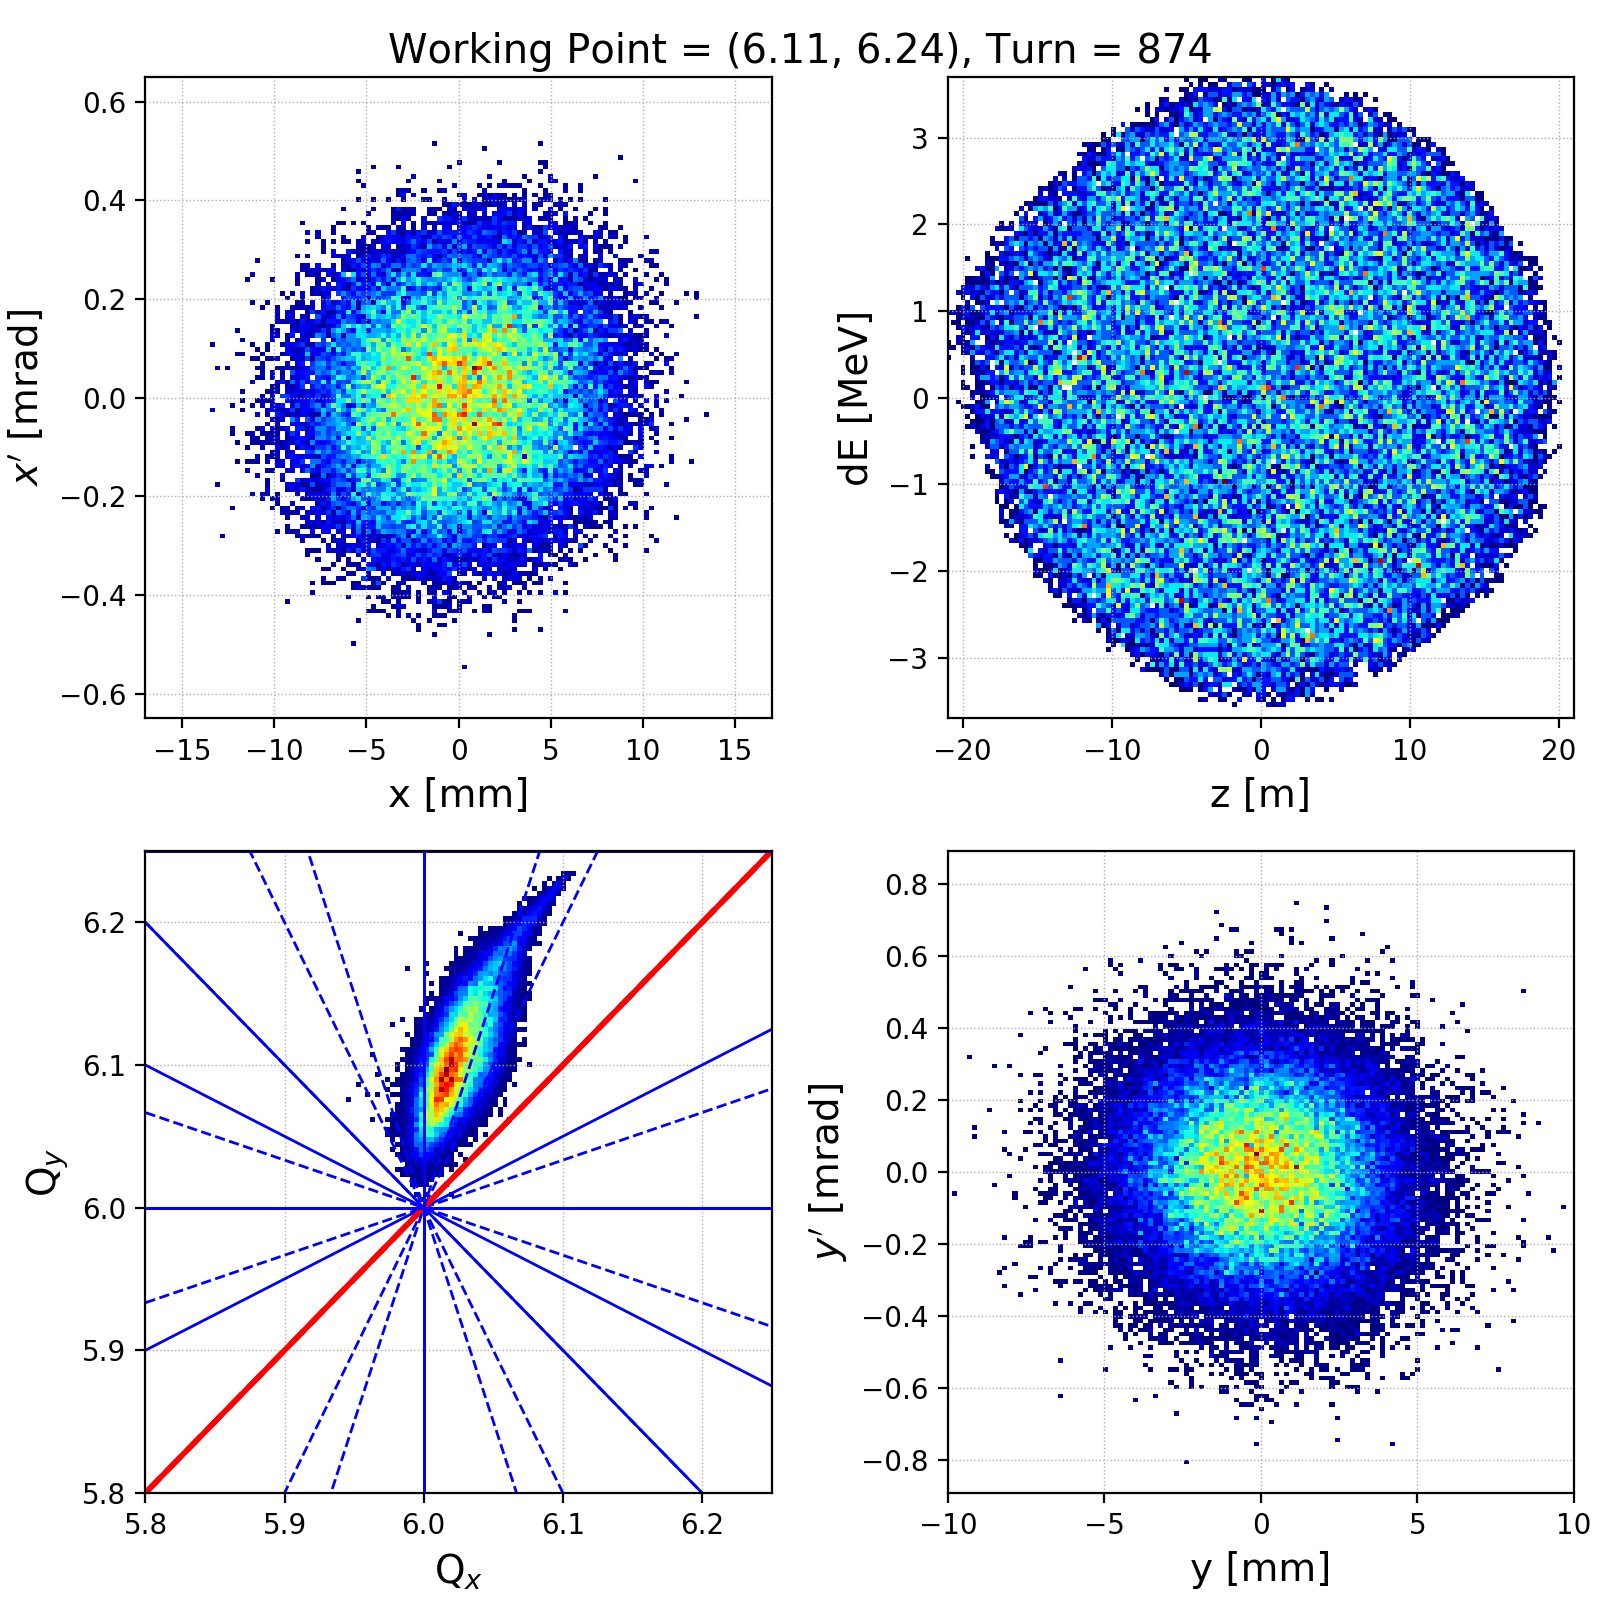 Working Point = (6.11, 6.24), Turn = 874
0.6
0.4
0.2
0.0
−0.2
−0.4
−0.6
x′ [mrad]
−15 −10 −5 0 5 10 15
x [mm]
3
2
1
0
−1
−2
−3
dE [MeV]
−20 −10 0 10 20
z [m]
6.2
6.1
6.0
5.9
5.8
Qy
5.8 5.9 6.0 6.1 6.2
Qx
0.8
0.6
0.4
0.2
0.0
−0.2
−0.4
−0.6
−0.8
y′ [mrad]
−10 −5 0 5 10
y [mm]